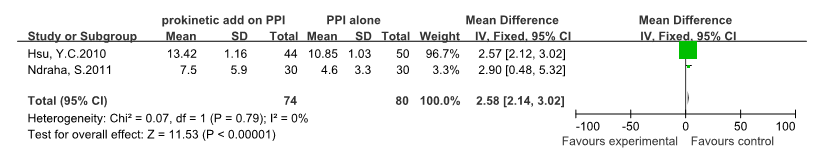 prokinetic add on PPI PPI alone Mean Difference Mean Difference
Study or Subgroup Mean SD Total Mean SD Total Weight IV, Fixed, 95% CI IV, Fixed, 95% CI
Hsu, Y.C.2010 13.42 1.16 44 10.85 1.03 50 96.7% 2.57 [2.12, 3.02]
Ndraha, S.2011 7.5 5.9 30 4.6 3.3 30 3.3% 2.90 [0.48, 5.32]
Total (95% CI) 74 80 100.0% 2.58 [2.14, 3.02]
Heterogeneity: Chi² = 0.07, df = 1 (P = 0.79); I² = 0%
Test for overall effect: Z = 11.53 (P < 0.00001)
-100 -50 0 50 100
Favours experimental Favours control